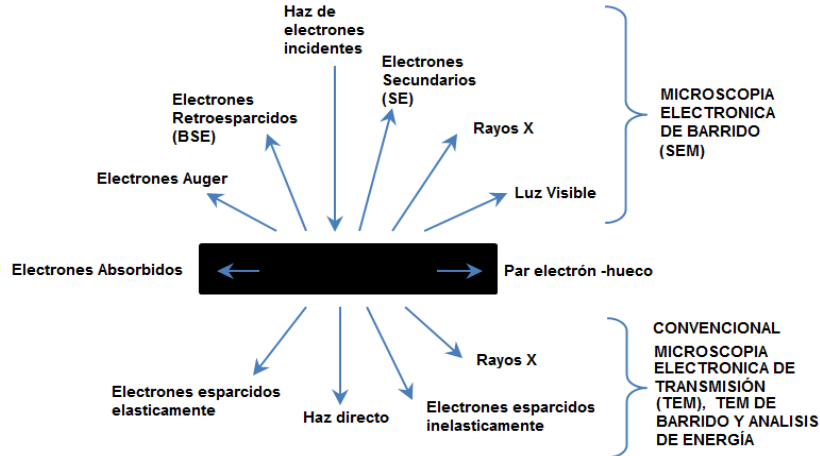 Haz de
electrones
incidentes
Electrones
Secundarios
(SE)
Electrones
Retroesparcidos
(BSE)
Rayos X
Electrones Auger
Luz Visible
MICROSCOPIA
ELECTRONICA
DE BARRIDO
(SEM)
Electrones Absorbidos
Par electrón -hueco
Electrones esparcidos
elasticamente
Haz directo
Electrones esparcidos
inelasticamente
Rayos X
CONVENCIONAL
MICROSCOPIA
ELECTRONICA DE
TRANSMISIÓN
(TEM), TEM DE
BARRIDO Y ANALISIS
DE ENERGÍA